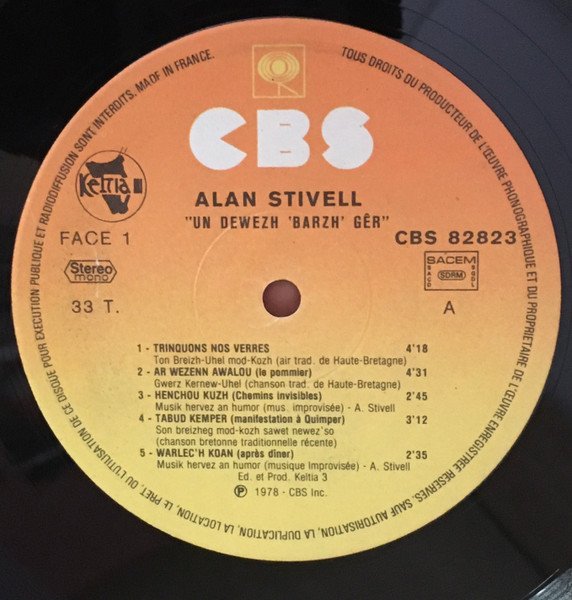 DE CE DISQUE POUR EXECUTION PUBLIQUE ET RADIODIFFUSION SONT INTERDITS. MADE IN FRANCE.
TOUS DROITS DU PRODUCTEUR DE L'ŒUVRE PHONOGRAPHIQUE ET DU PROPRIETAIRE DE L'ŒUVRE ENREGISTREE RESERVES. SAUF AUTORISATION, LA DUPLICATION, LA LOCATION, LE PRET, OU L'UTILISATION
CBS
Keltia III
ALAN STIVELL
"UN DEWEZH 'BARZH' GÊR"
FACE 1
CBS 82823
Stereo
mono
SACEM
SACD SDRM SGDL
33 T.
A
1 - TRINQUONS NOS VERRES 4'18
Ton Breizh-Uhel mod-Kozh (air trad. de Haute-Bretagne)
2 - AR WEZENN AWALOU (le pommier) 4'31
Gwerz Kernew-Uhel (chanson trad. de Haute-Bretagne)
3 - HENCHOU KUZH (Chemins invisibles) 2'45
Musik hervez an humor (mus. improvisée) - A. Stivell
4 - TABUD KEMPER (manifestation à Quimper) 3'12
Son breizheg mod-kozh sawet newez'so
(chanson bretonne traditionnelle récente)
5 - WARLEC'H KOAN (après dîner) 2'35
Musik hervez an humor (musique Improvisée) - A. Stivell
Ed. et Prod. Keltia 3
℗ 1978 - CBS Inc.